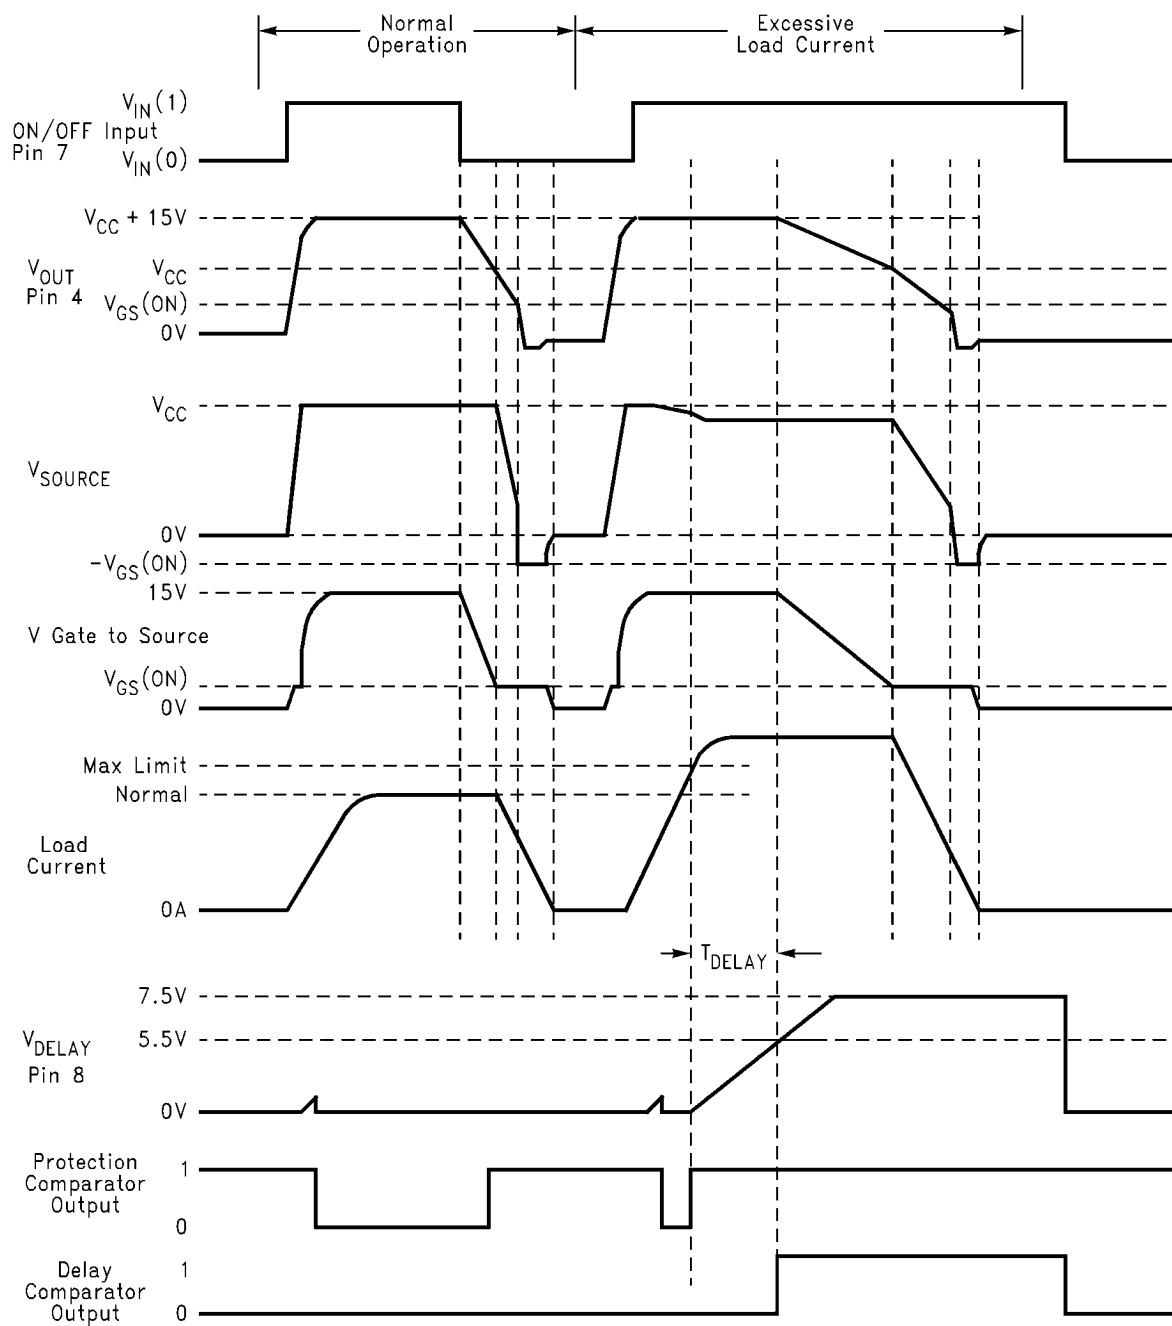 Normal
Operation
Excessive
Load Current
ON/OFF Input
Pin 7
V_IN(1)
V_IN(0)
V_OUT
Pin 4
V_CC + 15V
V_CC
V_GS(ON)
0V
V_SOURCE
V_CC
0V
-V_GS(ON)
V Gate to Source
15V
V_GS(ON)
0V
Load
Current
Max Limit
Normal
0A
T_DELAY
V_DELAY
Pin 8
7.5V
5.5V
0V
Protection
Comparator
Output
1
0
Delay
Comparator
Output
1
0